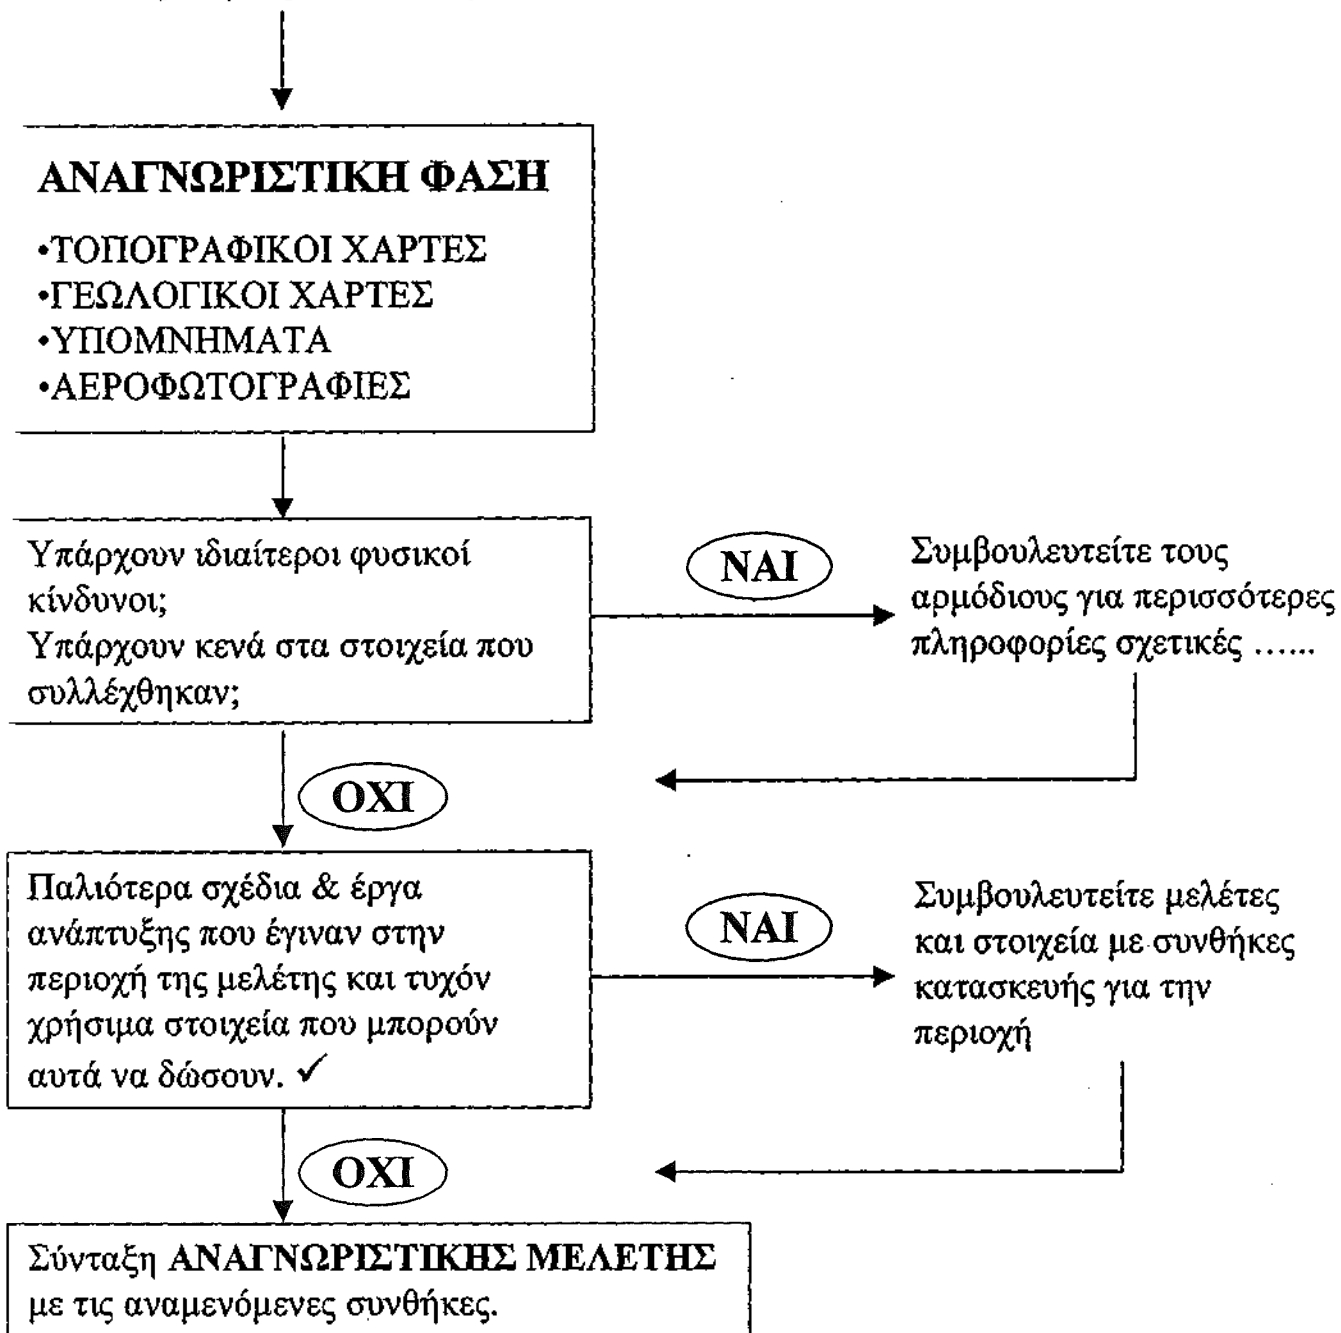 ΑΝΑΓΝΩΡΙΣΤΙΚΗ ΦΑΣΗ
•ΤΟΠΟΓΡΑΦΙΚΟΙ ΧΑΡΤΕΣ
•ΓΕΩΛΟΓΙΚΟΙ ΧΑΡΤΕΣ
•ΥΠΟΜΝΗΜΑΤΑ
•ΑΕΡΟΦΩΤΟΓΡΑΦΙΕΣ
Υπάρχουν ιδιαίτεροι φυσικοί
κίνδυνοι;
Υπάρχουν κενά στα στοιχεία που
συλλέχθηκαν;
ΝΑΙ
Συμβουλευτείτε τους
αρμόδιους για περισσότερες
πληροφορίες σχετικές …...
ΟΧΙ
Παλιότερα σχέδια & έργα
ανάπτυξης που έγιναν στην
περιοχή της μελέτης και τυχόν
χρήσιμα στοιχεία που μπορούν
αυτά να δώσουν. ✓
ΝΑΙ
Συμβουλευτείτε μελέτες
και στοιχεία με συνθήκες
κατασκευής για την
περιοχή
ΟΧΙ
Σύνταξη ΑΝΑΓΝΩΡΙΣΤΙΚΗΣ ΜΕΛΕΤΗΣ
με τις αναμενόμενες συνθήκες.